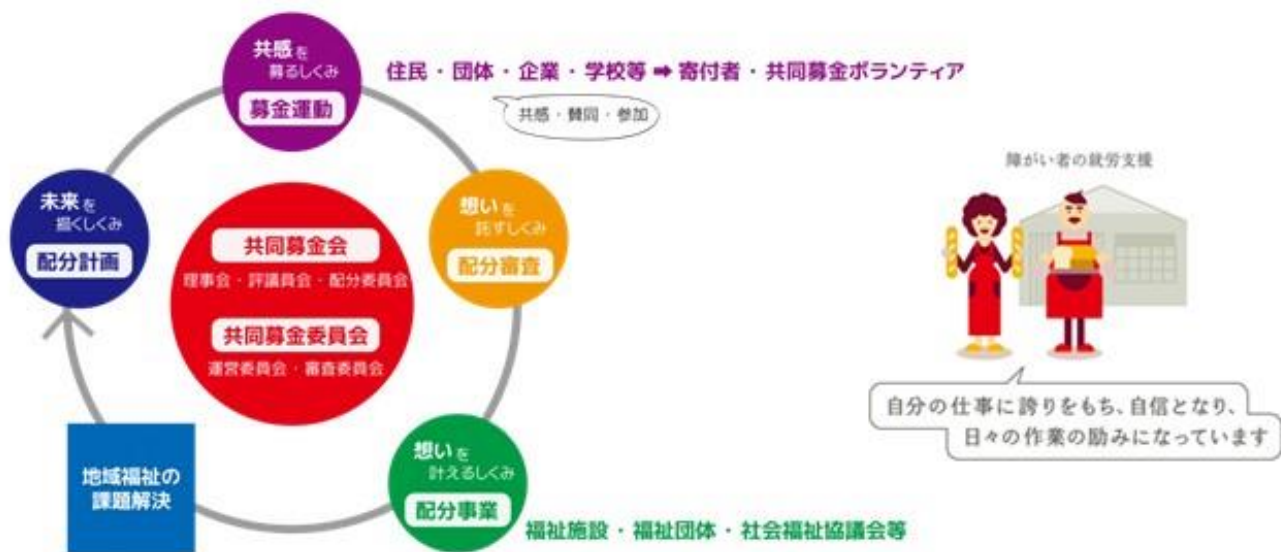 共感を
募るしくみ
募金運動
住民・団体・企業・学校等➡寄付者・共同募金ボランティア
共感・賛同・参加
未来を
描くしくみ
配分計画
想いを
託すしくみ
配分審査
共同募金会
理事会・評議員会・配分委員会
共同募金委員会
運営委員会・審査委員会
地域福祉の
課題解決
想いを
叶えるしくみ
配分事業
福祉施設・福祉団体・社会福祉協議会等
障がい者の就労支援
自分の仕事に誇りをもち、自信となり、
日々の作業の励みになっています